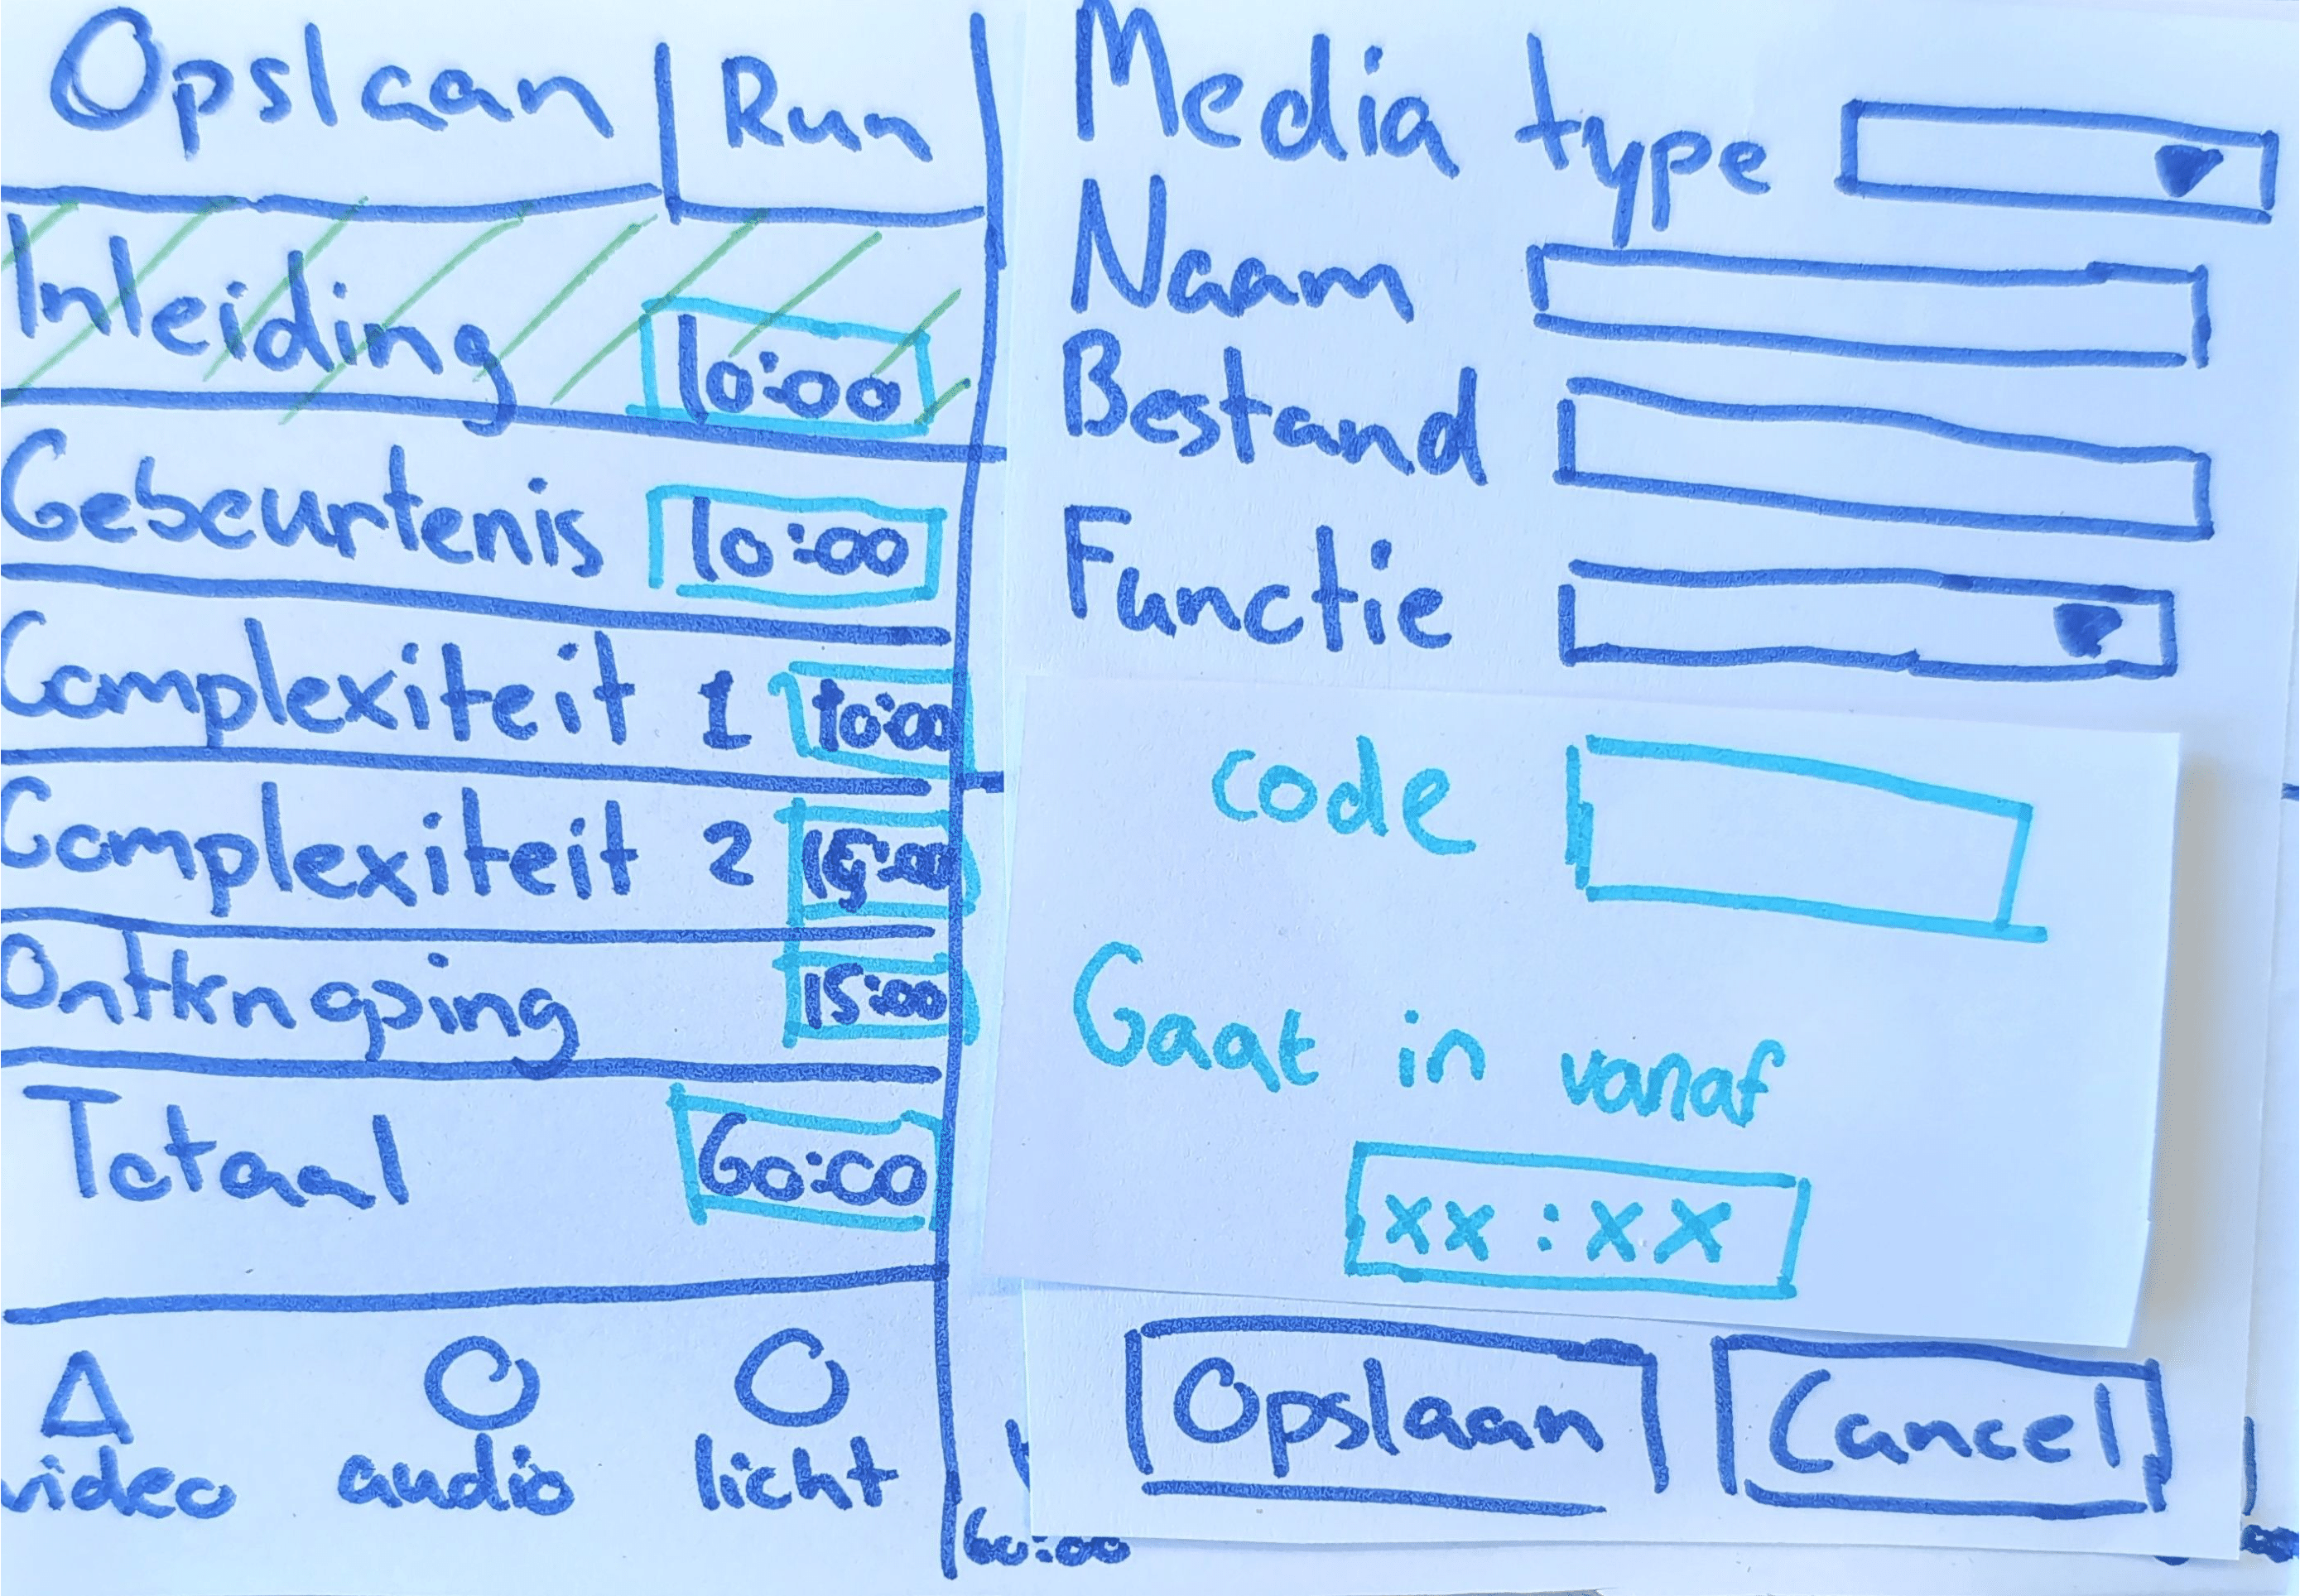 Opslaan Run
Inleiding 10:00
Gebeurtenis 10:00
Complexiteit 1 10:00
Complexiteit 2 15:00
Ontknoping 15:00
Totaal 60:00
video audio licht
60:00
Media type
Naam
Bestand
Functie
code
Gaat in vanaf
xx:xx
Opslaan Cancel